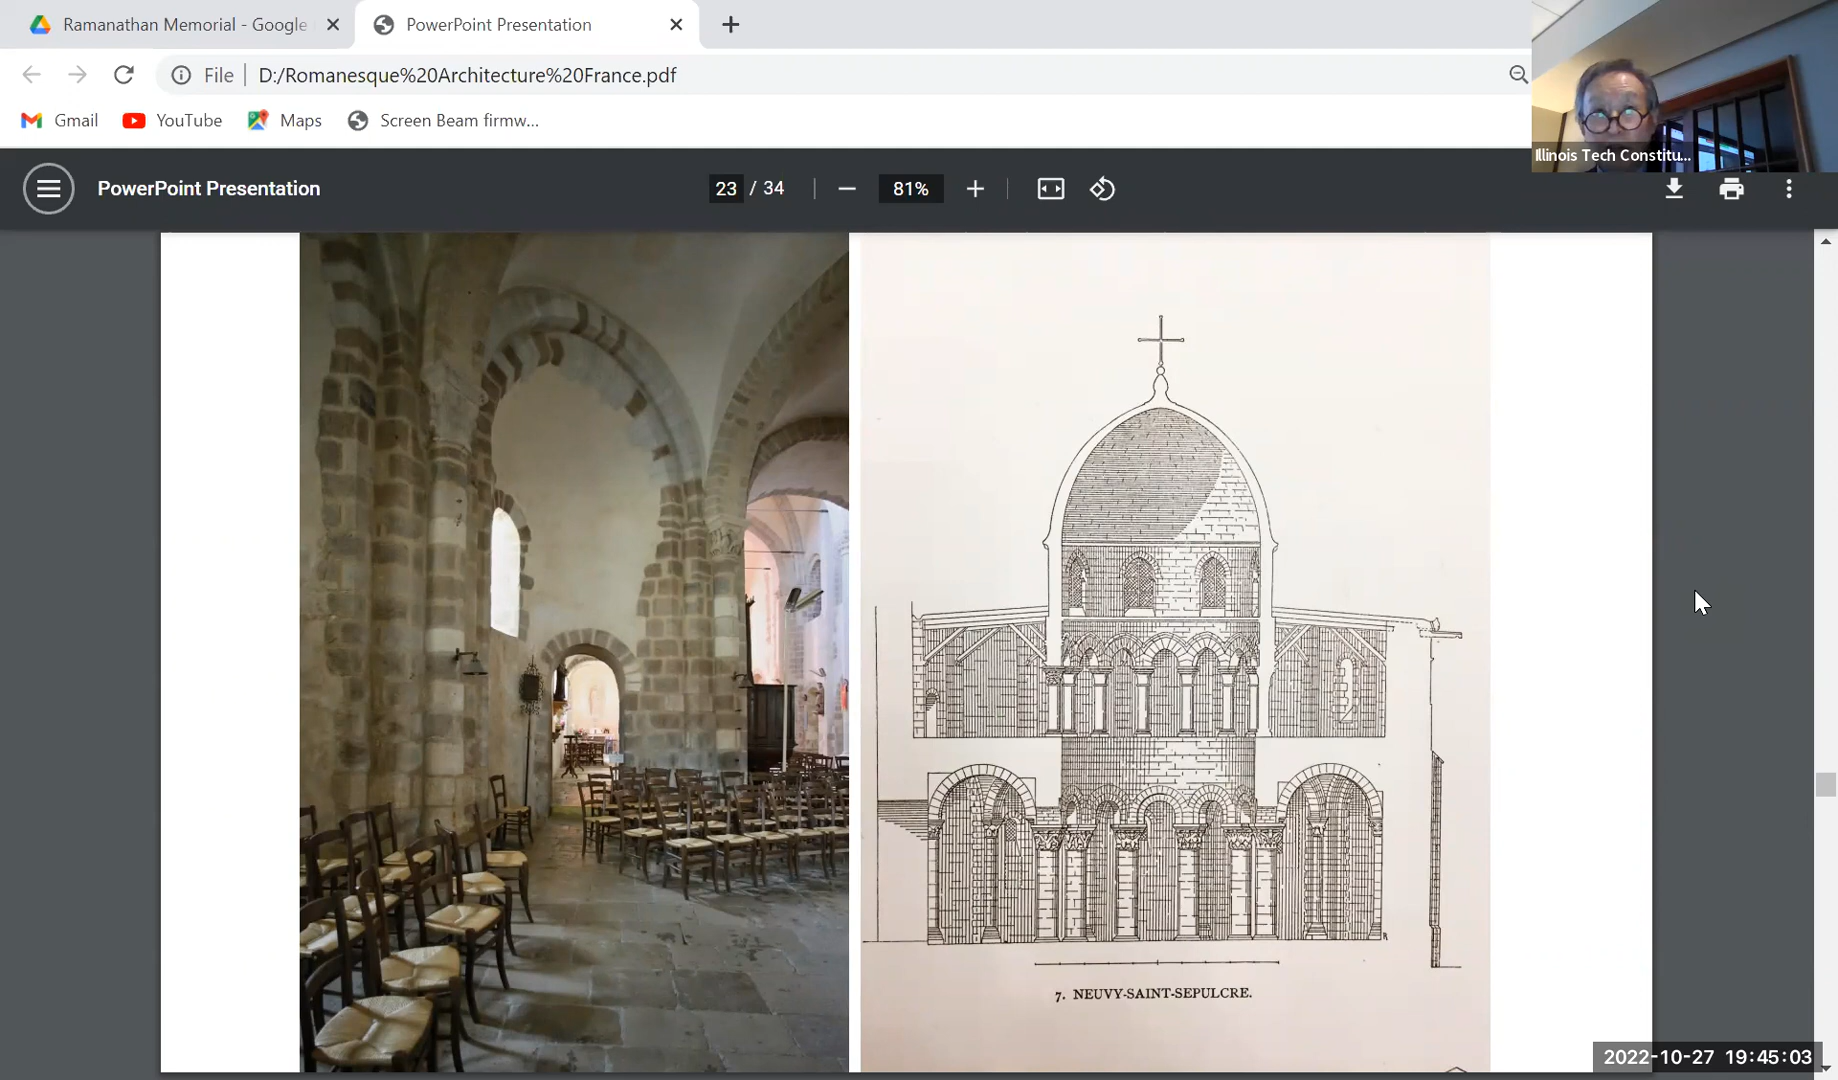 Ramanathan Memorial - Google
PowerPoint Presentation
File
D:/Romanesque%20Architecture%20France.pdf
Gmail
YouTube
Maps
Screen Beam firmw...
Illinois Tech Constitu...
PowerPoint Presentation
23 / 34
81%
7. NEUVY-SAINT-SEPULCRE.
2022-10-27 19:45:03